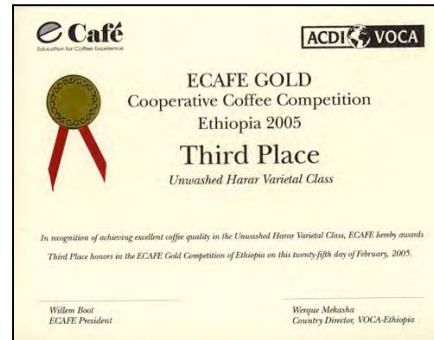 e Café
Education for Coffee Excellence
ACDI VOCA
ECAFE GOLD
Cooperative Coffee Competition
Ethiopia 2005
Third Place
Unwashed Harar Varietal Class
In recognition of achieving excellent coffee quality in the Unwashed Harar Varietal Class, ECAFE hereby awards
Third Place honors in the ECAFE Gold Competition of Ethiopia on this twenty-fifth day of February, 2005.
Willem Boot
ECAFE President
Werque Mekasha
Country Director, VOCA-Ethiopia